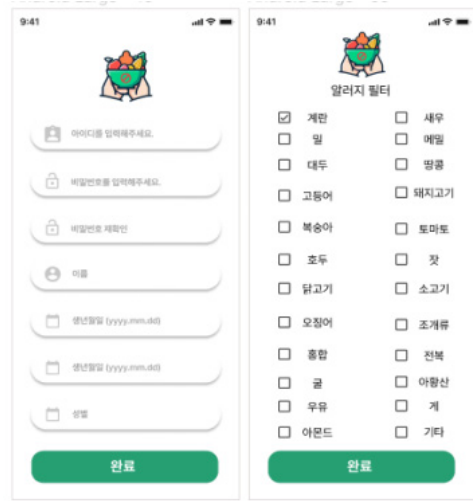 9:41
아이디를 입력해주세요.
비밀번호를 입력해주세요.
비밀번호 재확인
이름
생년월일 (yyyy.mm.dd)
생년월일 (yyyy.mm.dd)
성별
완료
9:41
알러지 필터
계란 새우
밀 메밀
대두 땅콩
고등어 돼지고기
복숭아 토마토
호두 잣
닭고기 소고기
오징어 조개류
홍합 전복
굴 아황산
우유 게
아몬드 기타
완료